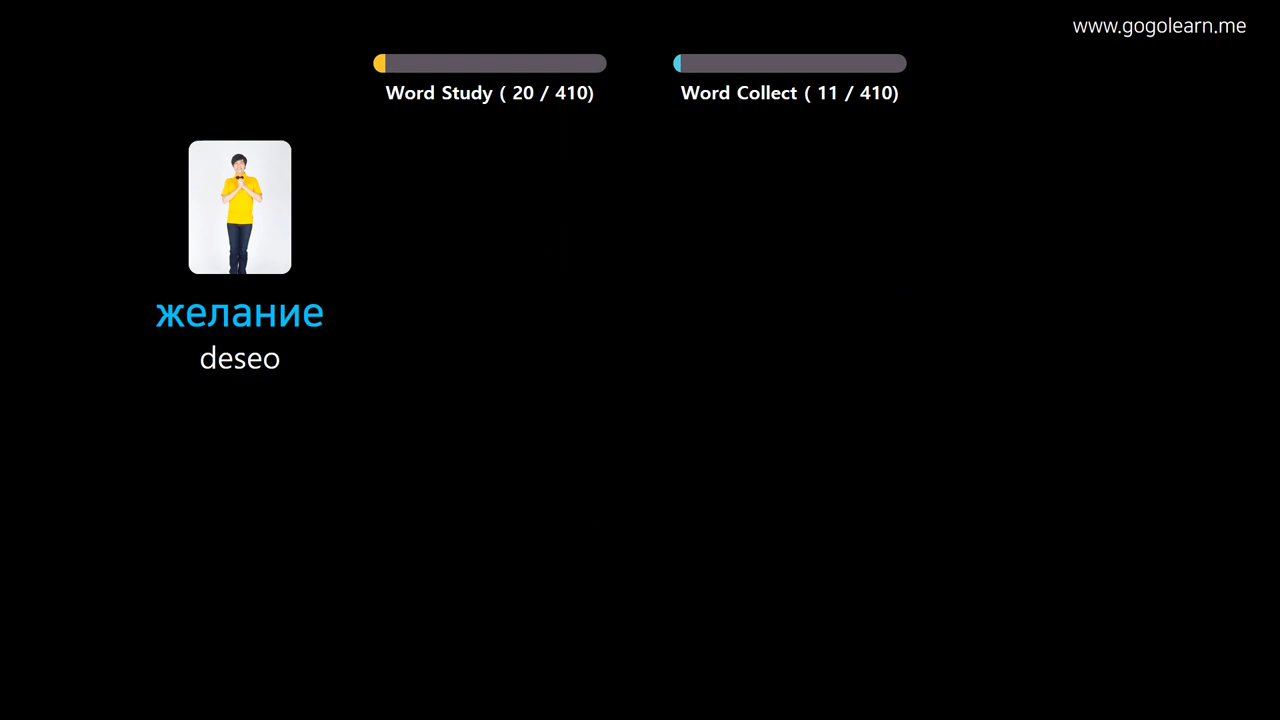 www.gogolearn.me
Word Study ( 20 / 410)
Word Collect ( 11 / 410)
желание
deseo